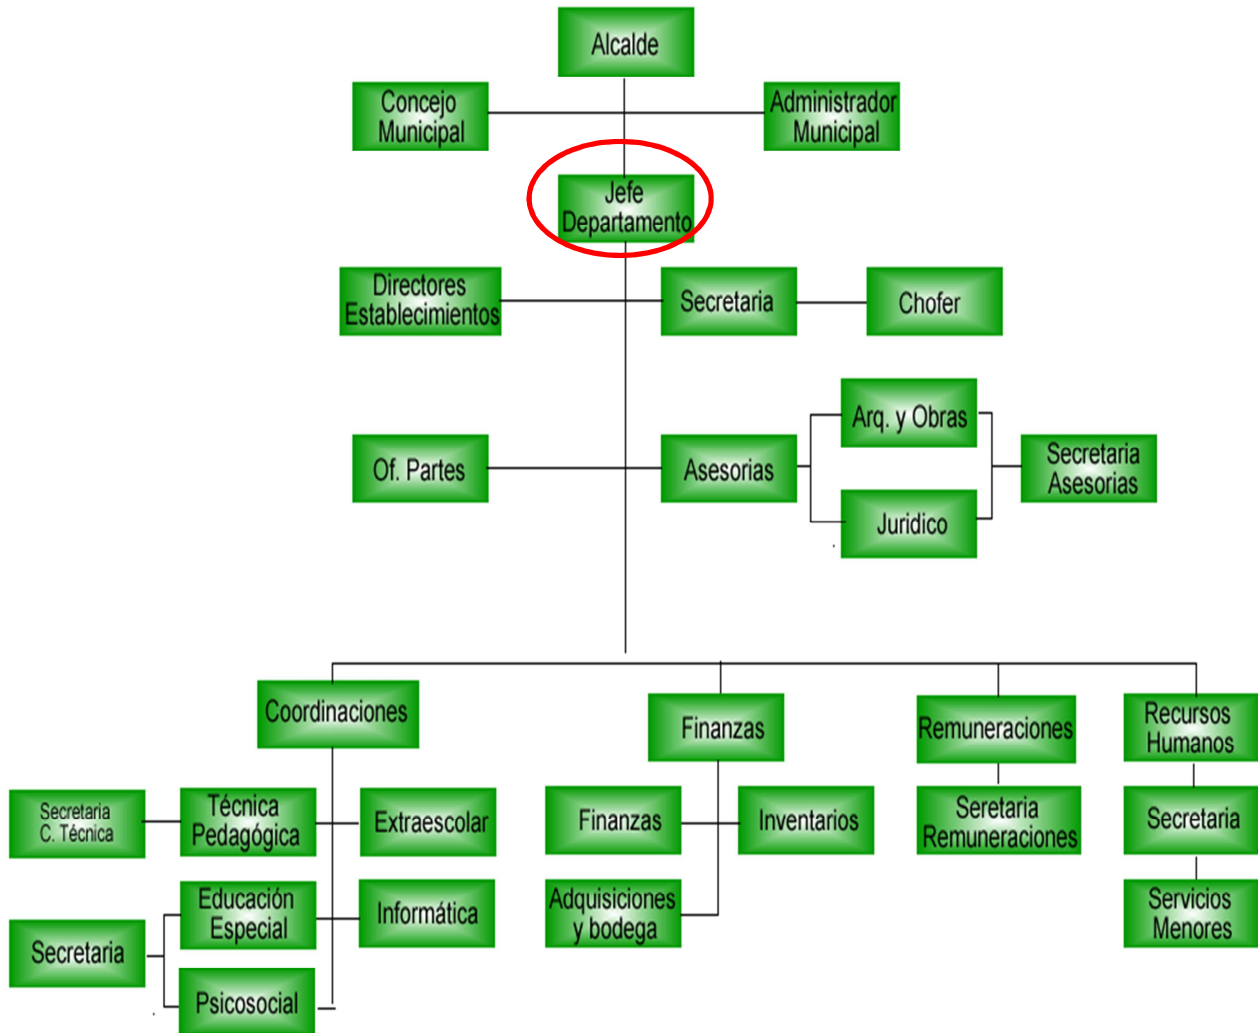 Alcalde
Concejo
Municipal
Administrador
Municipal
Jefe
Departamento
Directores
Establecimientos
Secretaria
Chofer
Arq. y Obras
Of. Partes
Asesorias
Secretaria
Asesorias
Juridico
Coordinaciones
Finanzas
Remuneraciones
Recursos
Humanos
Secretaria
C. Técnica
Técnica
Pedagógica
Extraescolar
Finanzas
Inventarios
Seretaria
Remuneraciones
Secretaria
Educación
Especial
Informática
Adquisiciones
y bodega
Servicios
Menores
Secretaria
Psicosocial